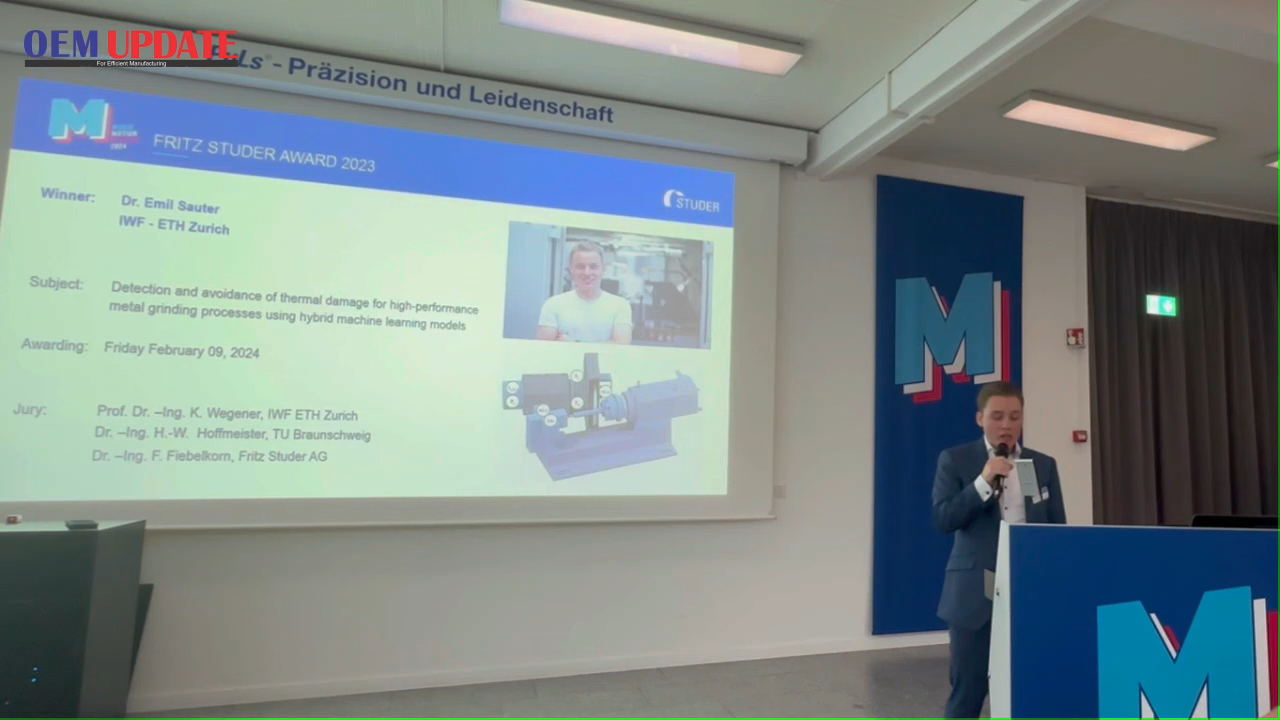 OEM UPDATE
For Efficient Manufacturing
- Präzision und Leidenschaft
M
2024
FRITZ STUDER AWARD 2023
STUDER
Winner: Dr. Emil Sauter
IWF - ETH Zurich
Subject: Detection and avoidance of thermal damage for high-performance
metal grinding processes using hybrid machine learning models
Awarding: Friday February 09, 2024
Jury: Prof. Dr. –Ing. K. Wegener, IWF ETH Zurich
Dr. –Ing. H.-W. Hoffmeister, TU Braunschweig
Dr. –Ing. F. Fiebelkorn, Fritz Studer AG
M
M